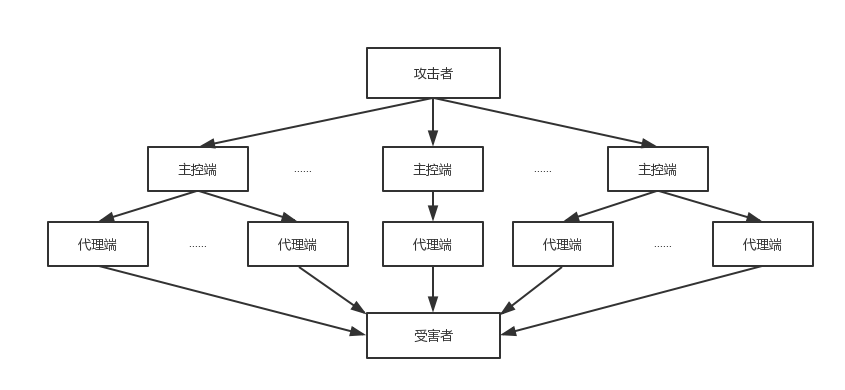 攻击者
主控端 ...... 主控端 ...... 主控端
代理端 ...... 代理端 代理端 代理端 ...... 代理端
受害者